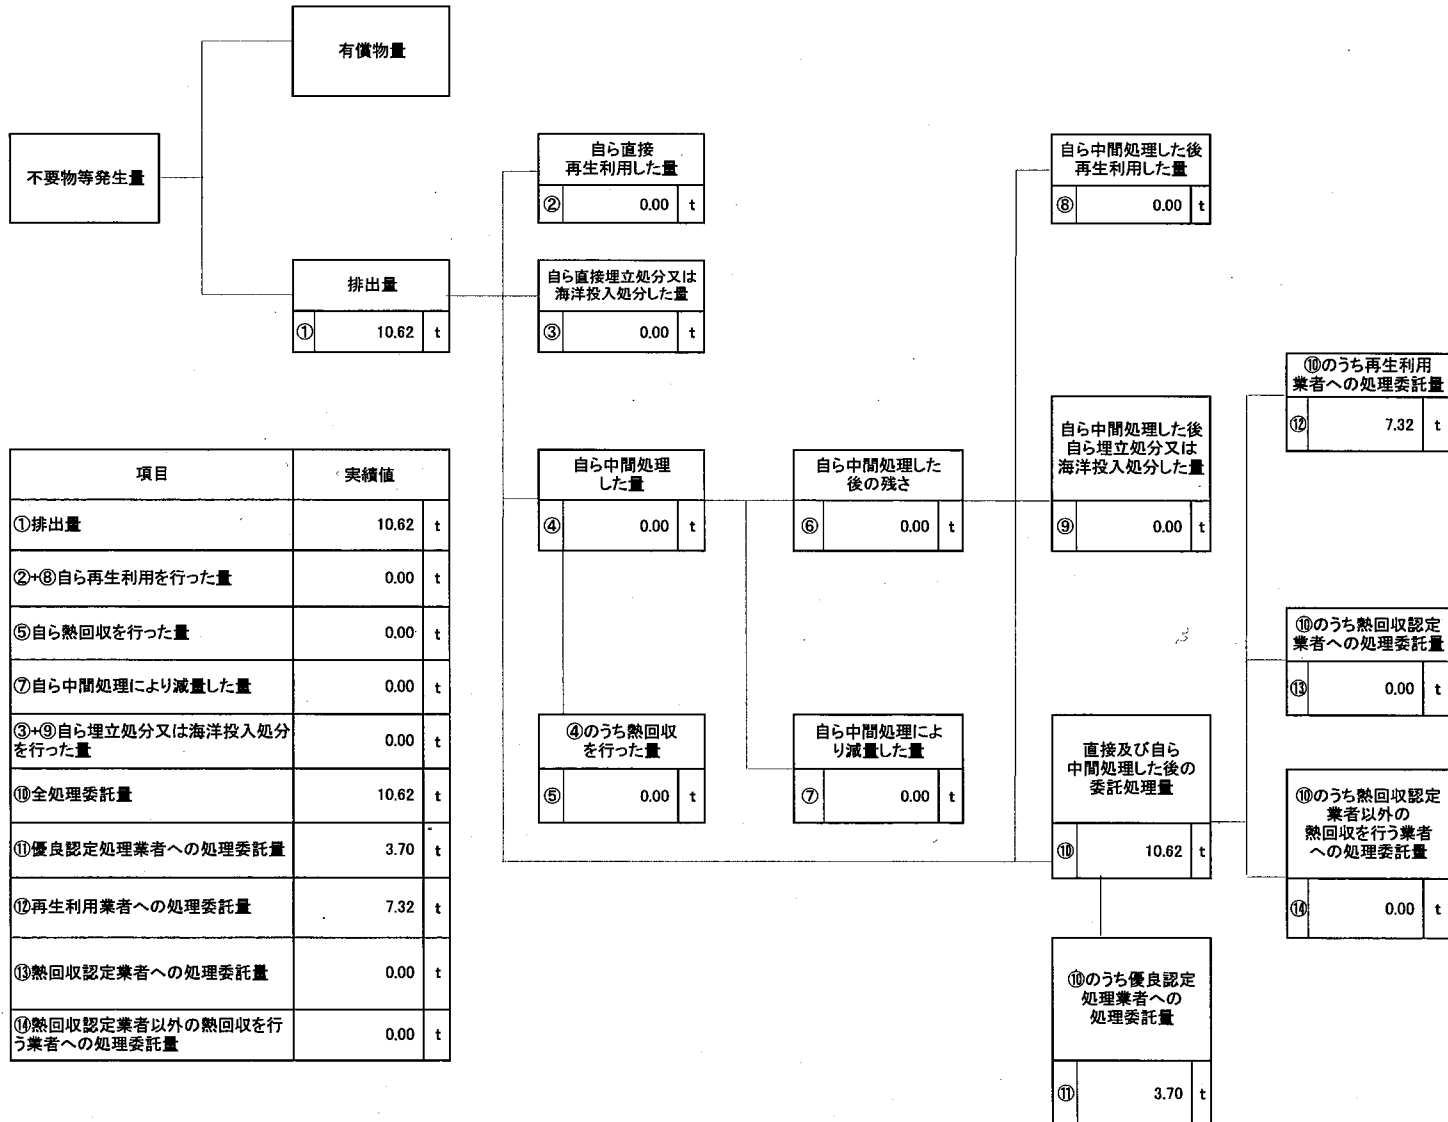 有償物量
不要物等発生量
排出量
① 10.62 t
自ら直接
再生利用した量
② 0.00 t
自ら直接埋立処分又は
海洋投入処分した量
③ 0.00 t
自ら中間処理
した量
④ 0.00 t
④のうち熱回収
を行った量
⑤ 0.00 t
自ら中間処理した
後の残さ
⑥ 0.00 t
自ら中間処理によ
り減量した量
⑦ 0.00 t
自ら中間処理した後
再生利用した量
⑧ 0.00 t
自ら中間処理した後
自ら埋立処分又は
海洋投入処分した量
⑨ 0.00 t
直接及び自ら
中間処理した後の
委託処理量
⑩ 10.62 t
⑩のうち優良認定
処理業者への
処理委託量
⑪ 3.70 t
⑩のうち再生利用
業者への処理委託量
⑫ 7.32 t
⑩のうち熱回収認定
業者への処理委託量
⑬ 0.00 t
⑩のうち熱回収認定
業者以外の
熱回収を行う業者
への処理委託量
⑭ 0.00 t
項目 実績値
①排出量 10.62 t
②+⑧自ら再生利用を行った量 0.00 t
⑤自ら熱回収を行った量 0.00 t
⑦自ら中間処理により減量した量 0.00 t
③+⑨自ら埋立処分又は海洋投入処分
を行った量 0.00 t
⑩全処理委託量 10.62 t
⑪優良認定処理業者への処理委託量 3.70 t
⑫再生利用業者への処理委託量 7.32 t
⑬熱回収認定業者への処理委託量 0.00 t
⑭熱回収認定業者以外の熱回収を行
う業者への処理委託量 0.00 t